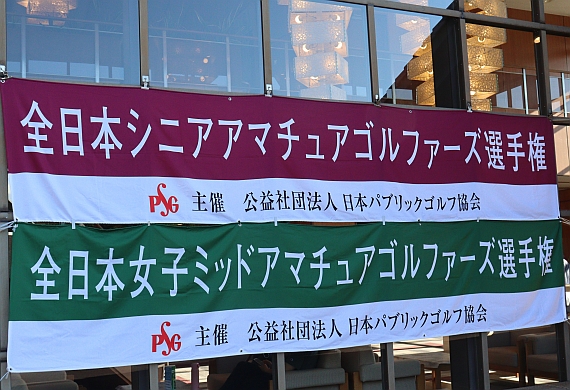 全日本シニアアマチュアゴルファーズ選手権
PSG 主催 公益社団法人 日本パブリックゴルフ協会
全日本女子ミッドアマチュアゴルファーズ選手権
PSG 主催 公益社団法人 日本パブリックゴルフ協会